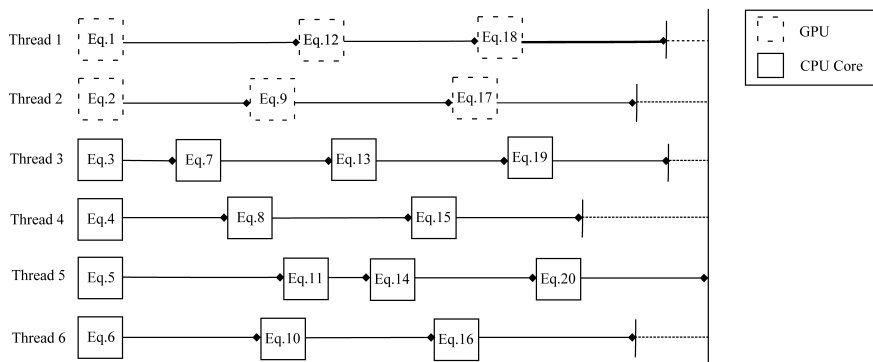 Thread 1 Eq.1 Eq.12 Eq.18
Thread 2 Eq.2 Eq.9 Eq.17
Thread 3 Eq.3 Eq.7 Eq.13 Eq.19
Thread 4 Eq.4 Eq.8 Eq.15
Thread 5 Eq.5 Eq.11 Eq.14 Eq.20
Thread 6 Eq.6 Eq.10 Eq.16
GPU
CPU Core